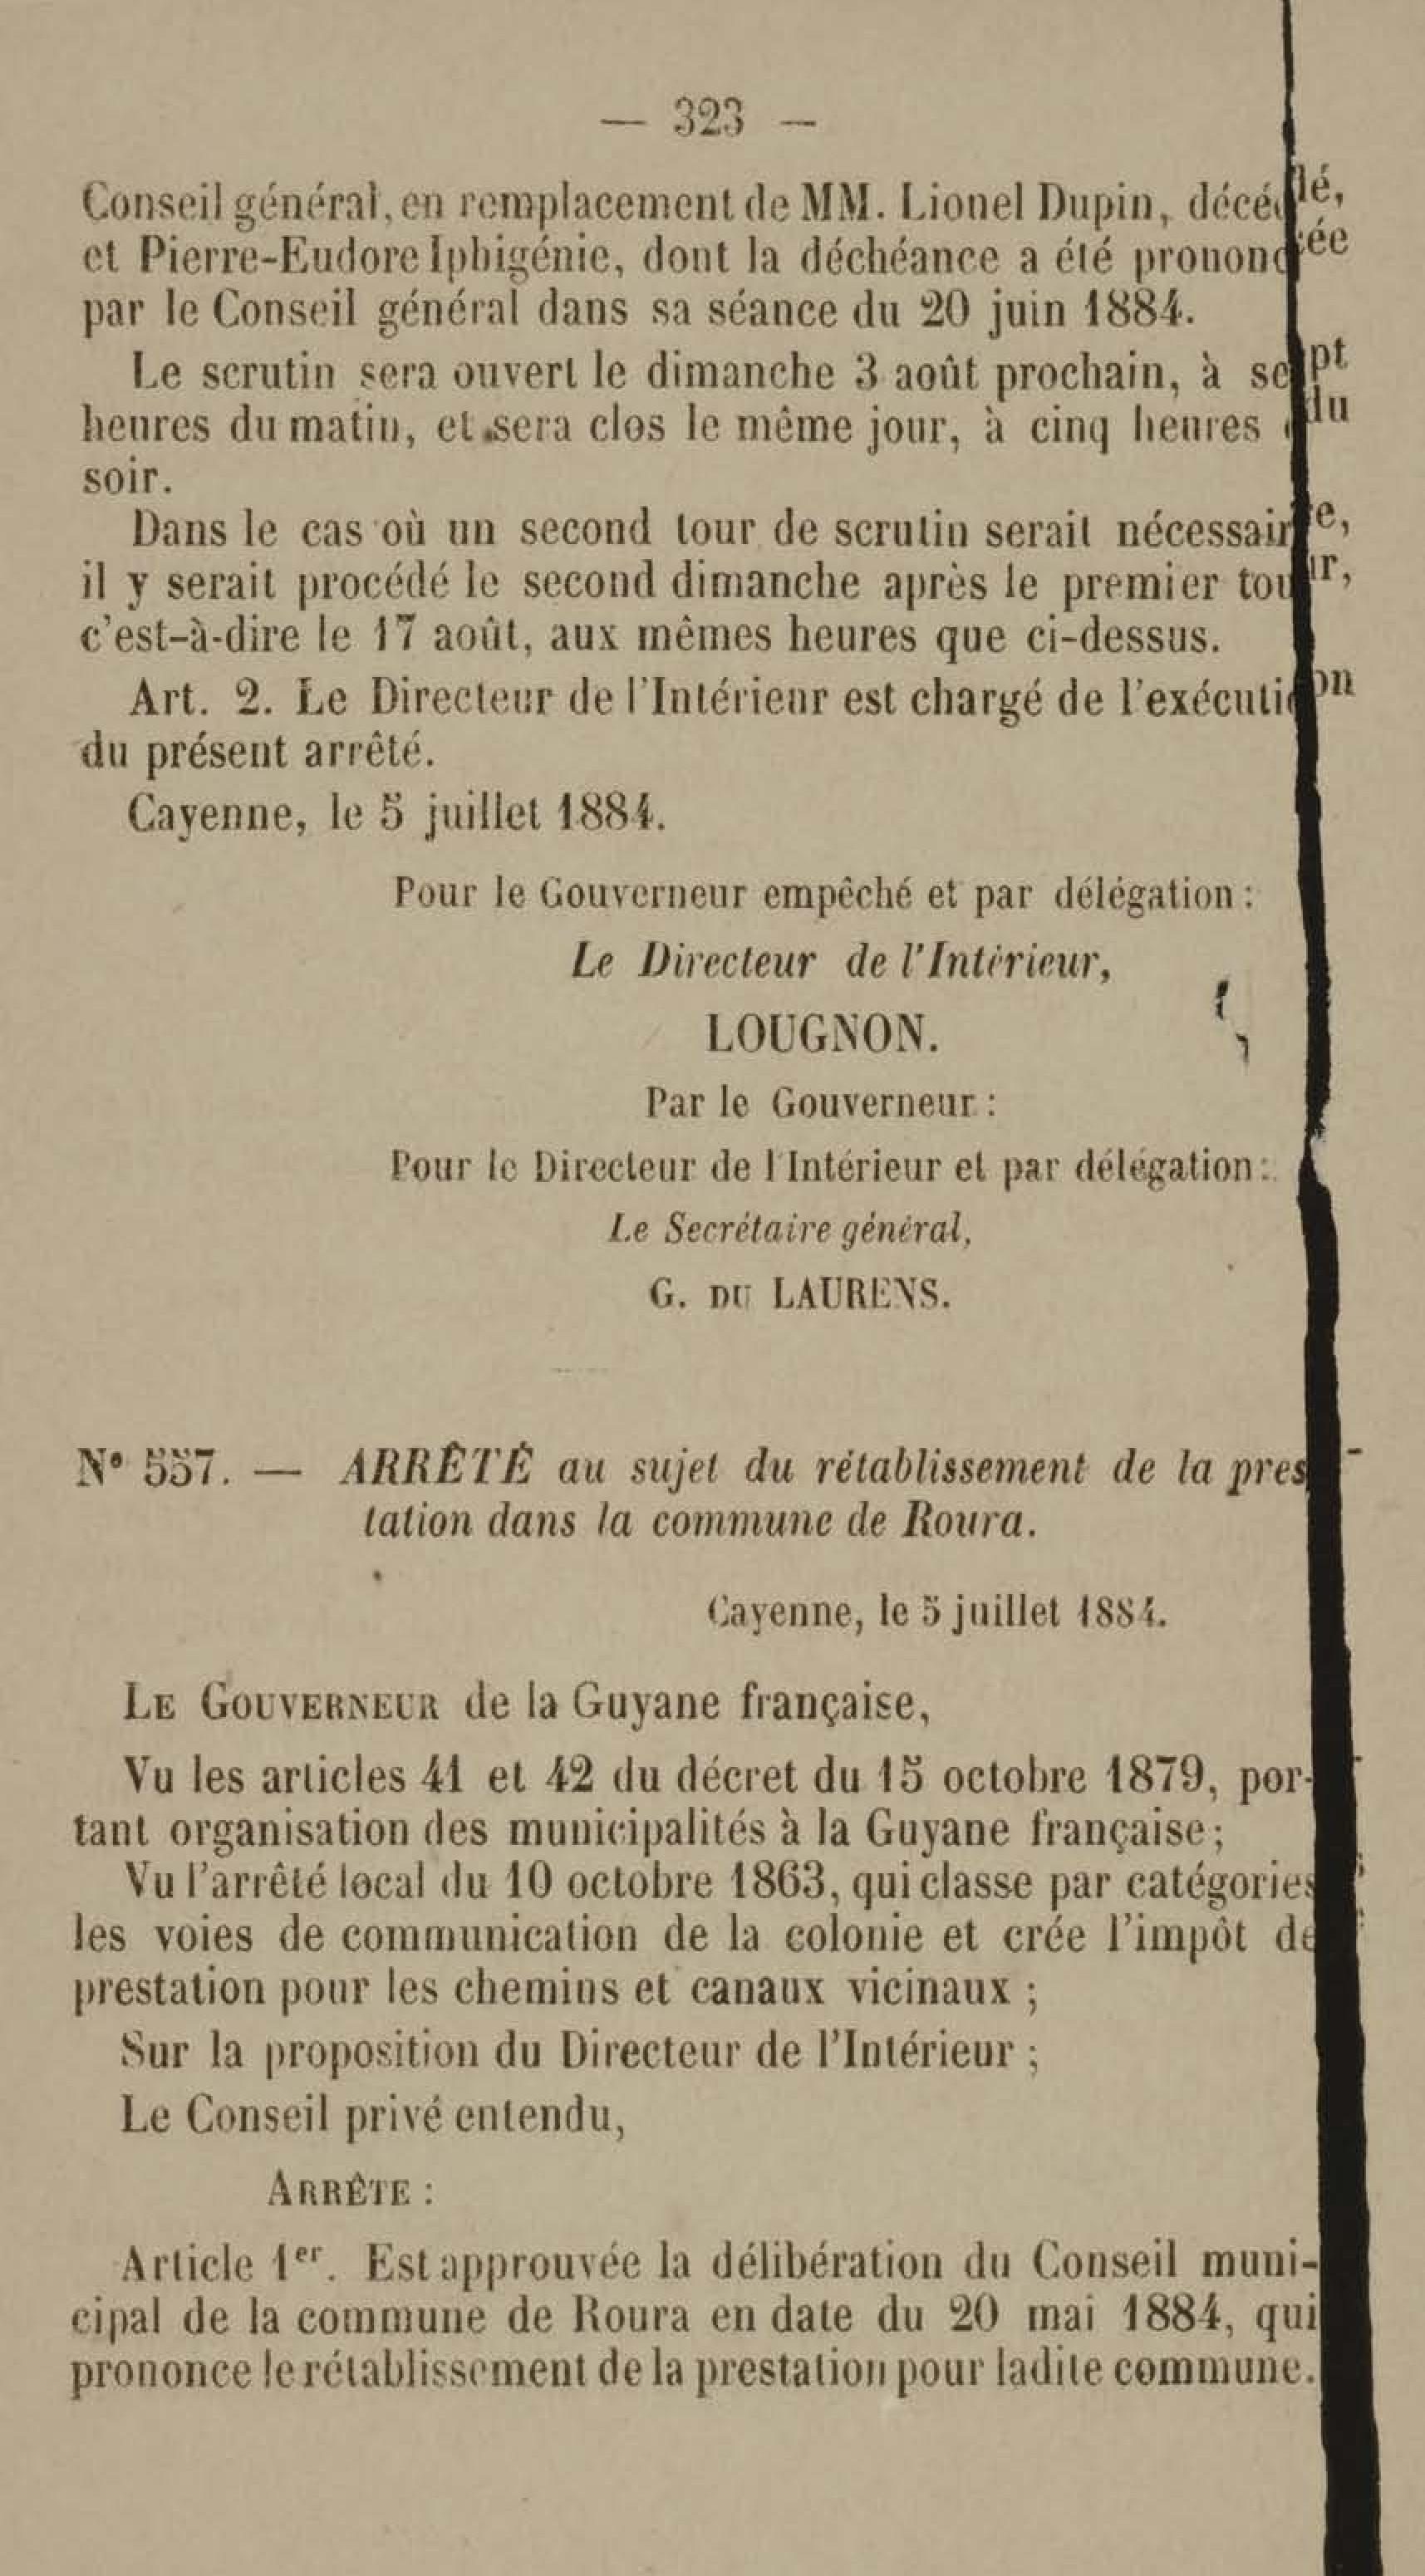 — 323 —
Conseil général, en remplacement de MM. Lionel Dupin, décédé,
et Pierre-Eudore Iphigénie, dont la déchéance a été prononcée
par le Conseil général dans sa séance du 20 juin 1884.
Le scrutin sera ouvert le dimanche 3 août prochain, à sept
heures du matin, et sera clos le même jour, à cinq heures du
soir.
Dans le cas où un second tour de scrutin serait nécessaire,
il y serait procédé le second dimanche après le premier tour,
c'est-à-dire le 17 août, aux mêmes heures que ci-dessus.
Art. 2. Le Directeur de l'Intérieur est chargé de l'exécution
du présent arrêté.
Cayenne, le 5 juillet 1884.
Pour le Gouverneur empêché et par délégation :
Le Directeur de l'Intérieur,
LOUGNON.
Par le Gouverneur :
Pour le Directeur de l'Intérieur et par délégation :
Le Secrétaire général,
G. DU LAURENS.
N° 557. — ARRÊTÉ au sujet du rétablissement de la pres-
tation dans la commune de Roura.
Cayenne, le 5 juillet 1884.
LE GOUVERNEUR de la Guyane française,
Vu les articles 41 et 42 du décret du 15 octobre 1879, por-
tant organisation des municipalités à la Guyane française;
Vu l'arrêté local du 10 octobre 1863, qui classe par catégories
les voies de communication de la colonie et crée l'impôt de
prestation pour les chemins et canaux vicinaux ;
Sur la proposition du Directeur de l'Intérieur ;
Le Conseil privé entendu,
ARRÊTE :
Article 1er. Est approuvée la délibération du Conseil muni-
cipal de la commune de Roura en date du 20 mai 1884, qui
prononce le rétablissement de la prestation pour ladite commune.